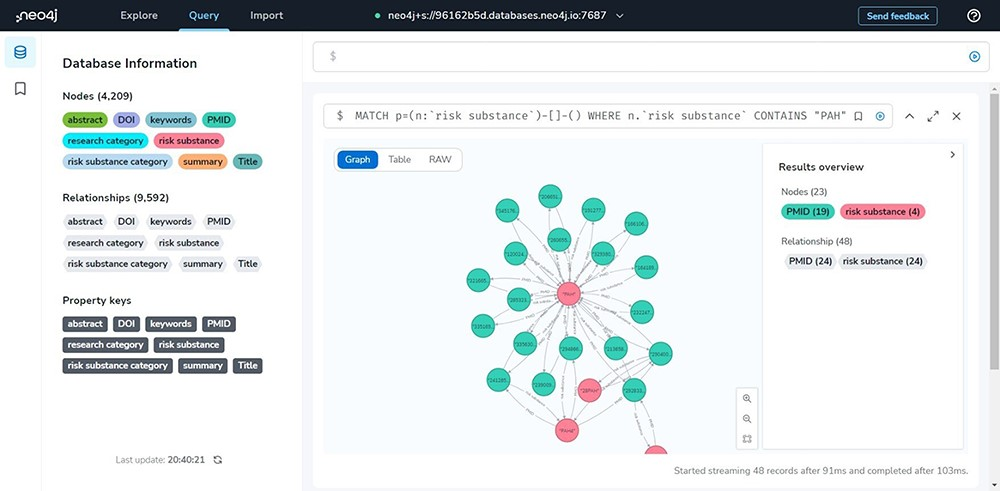 neo4j Explore Query Import neo4j+s://96162b5d.databases.neo4j.io:7687 Send feedback
Database Information
Nodes (4,209)
abstract DOI keywords PMID
research category risk substance
risk substance category summary Title
Relationships (9,592)
abstract DOI keywords PMID
research category risk substance
risk substance category summary Title
Property keys
abstract DOI keywords PMID
research category risk substance
risk substance category summary Title
Last update: 20:40:21
$
$ MATCH p=(n:`risk substance`)-[]-() WHERE n.`risk substance` CONTAINS "PAH"
Graph Table RAW
Results overview
Nodes (23)
PMID (19) risk substance (4)
Relationship (48)
PMID (24) risk substance (24)
Started streaming 48 records after 91ms and completed after 103ms.